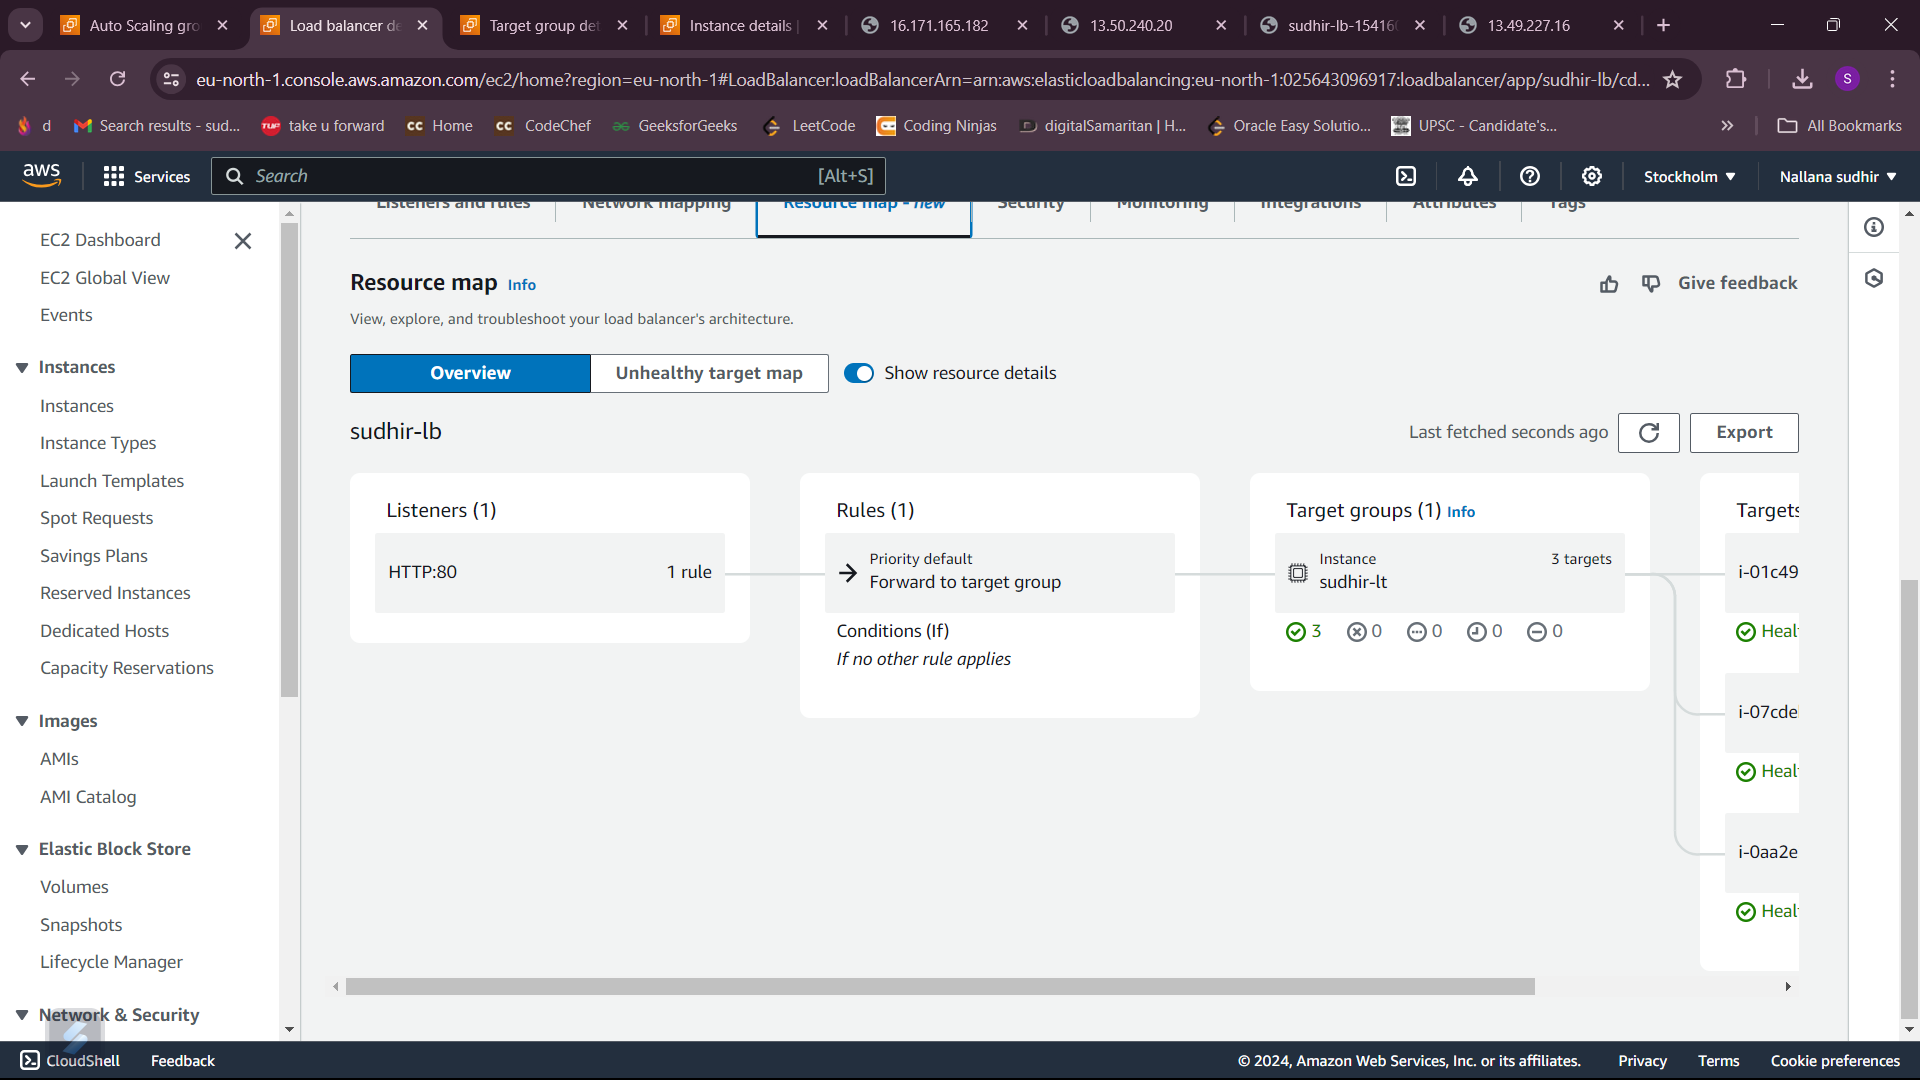 Auto Scaling gro
Load balancer de
Target group det
Instance details |
16.171.165.182
13.50.240.20
sudhir-lb-15416
13.49.227.16
eu-north-1.console.aws.amazon.com/ec2/home?region=eu-north-1#LoadBalancer:loadBalancerArn=arn:aws:elasticloadbalancing:eu-north-1:025643096917:loadbalancer/app/sudhir-lb/cd...
S
d
Search results - sud...
TUF take u forward
CC Home
CC CodeChef
GeeksforGeeks
LeetCode
Coding Ninjas
digitalSamaritan | H...
Oracle Easy Solutio...
UPSC - Candidate's...
All Bookmarks
aws
Services
Search [Alt+S]
Stockholm
Nallana sudhir
Listeners and rules
Network mapping
Resource map - new
Security
Monitoring
Integrations
Attributes
Tags
EC2 Dashboard
EC2 Global View
Events
Instances
Instances
Instance Types
Launch Templates
Spot Requests
Savings Plans
Reserved Instances
Dedicated Hosts
Capacity Reservations
Images
AMIs
AMI Catalog
Elastic Block Store
Volumes
Snapshots
Lifecycle Manager
Network & Security
Resource map Info
Give feedback
View, explore, and troubleshoot your load balancer's architecture.
Overview
Unhealthy target map
Show resource details
sudhir-lb
Last fetched seconds ago
Export
Listeners (1)
HTTP:80 1 rule
Rules (1)
Priority default
Forward to target group
Conditions (If)
If no other rule applies
Target groups (1) Info
Instance 3 targets
sudhir-lt
3 0 0 0 0
Targets
i-01c49
Healt
i-07cde
Healt
i-0aa2e
Healt
CloudShell
Feedback
© 2024, Amazon Web Services, Inc. or its affiliates.
Privacy
Terms
Cookie preferences